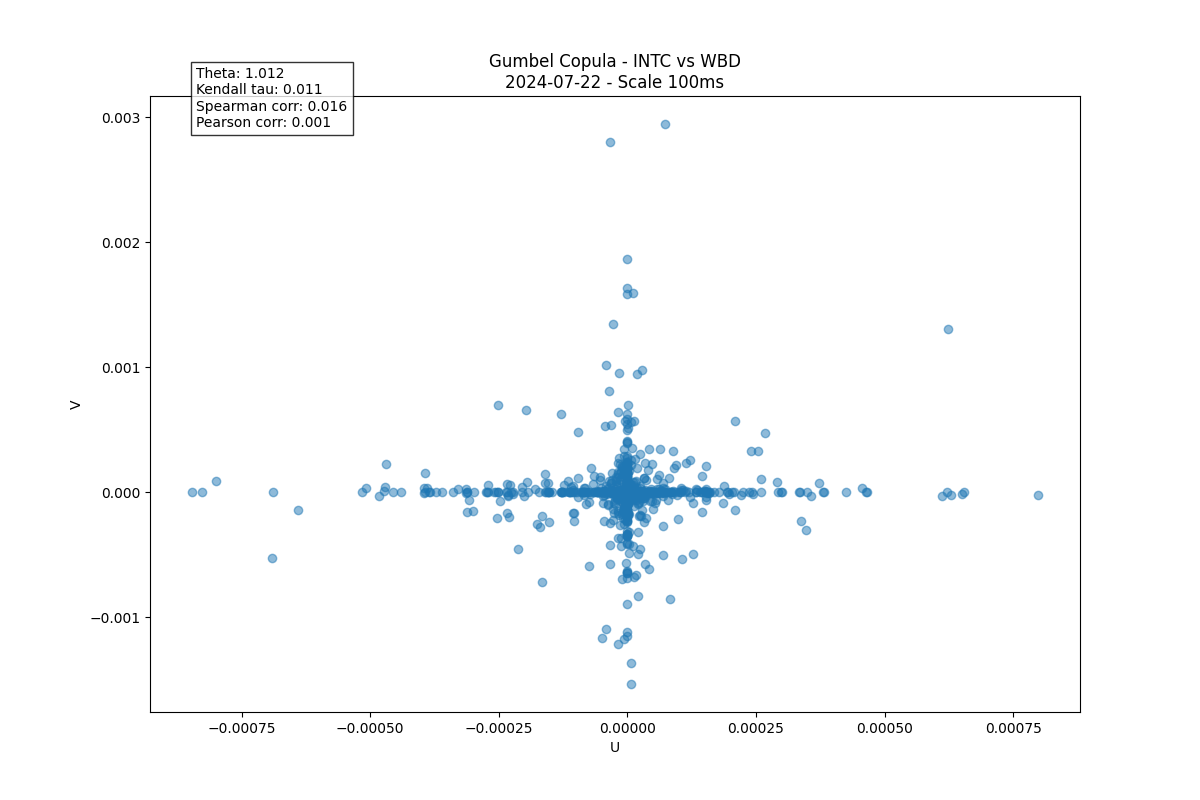 Gumbel Copula - INTC vs WBD
2024-07-22 - Scale 100ms
Theta: 1.012
Kendall tau: 0.011
Spearman corr: 0.016
Pearson corr: 0.001
0.003
0.002
0.001
0.000
−0.001
V
−0.00075 −0.00050 −0.00025 0.00000 0.00025 0.00050 0.00075
U